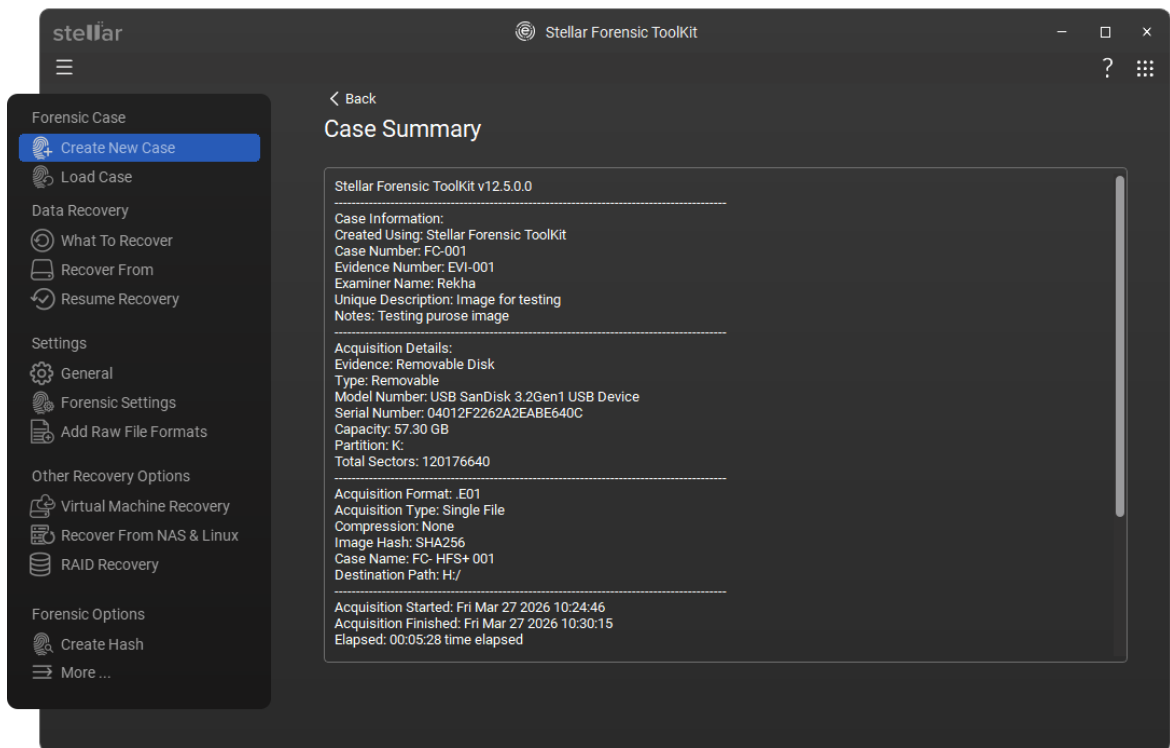 stellar
Stellar Forensic ToolKit
?
Forensic Case
Create New Case
Load Case
Data Recovery
What To Recover
Recover From
Resume Recovery
Settings
General
Forensic Settings
Add Raw File Formats
Other Recovery Options
Virtual Machine Recovery
Recover From NAS & Linux
RAID Recovery
Forensic Options
Create Hash
More ...
Back
Case Summary
Stellar Forensic ToolKit v12.5.0.0
Case Information:
Created Using: Stellar Forensic ToolKit
Case Number: FC-001
Evidence Number: EVI-001
Examiner Name: Rekha
Unique Description: Image for testing
Notes: Testing purose image
Acquisition Details:
Evidence: Removable Disk
Type: Removable
Model Number: USB SanDisk 3.2Gen1 USB Device
Serial Number: 04012F2262A2EABE640C
Capacity: 57.30 GB
Partition: K:
Total Sectors: 120176640
Acquisition Format: .E01
Acquisition Type: Single File
Compression: None
Image Hash: SHA256
Case Name: FC- HFS+ 001
Destination Path: H:/
Acquisition Started: Fri Mar 27 2026 10:24:46
Acquisition Finished: Fri Mar 27 2026 10:30:15
Elapsed: 00:05:28 time elapsed